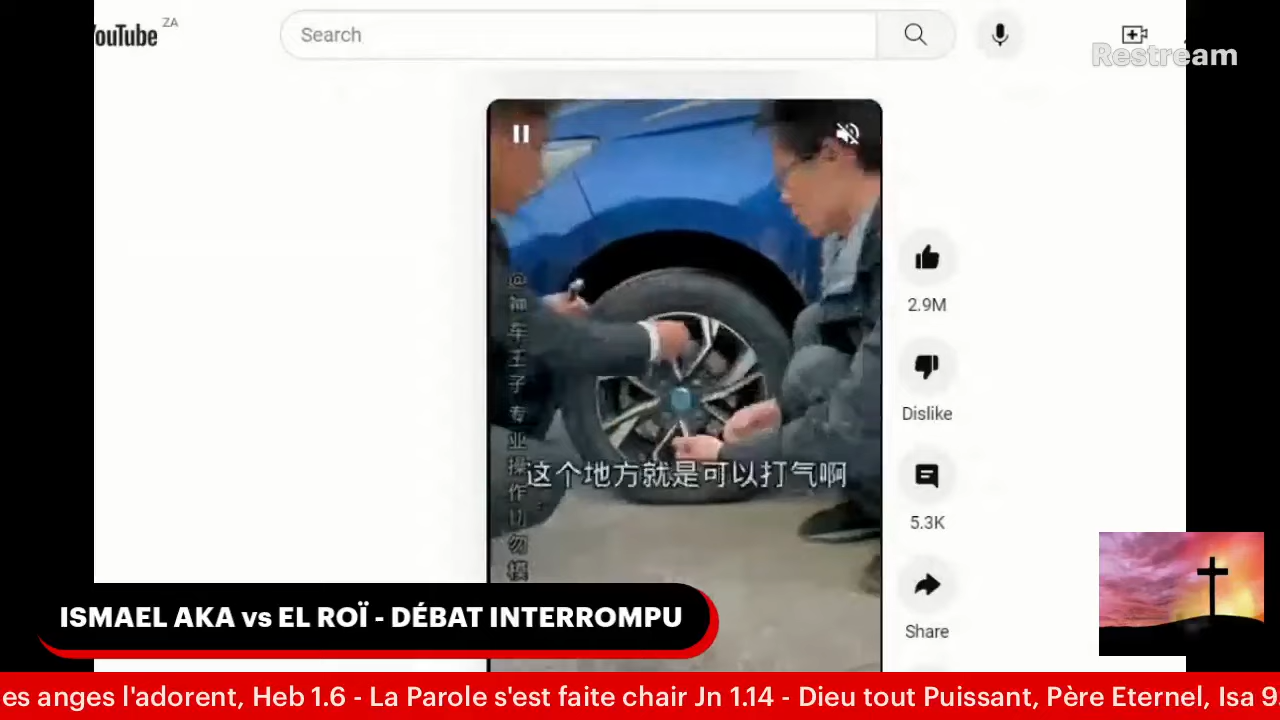 ouTube ZA
Search
Restream
@神车王子 专业操作切勿模
这个地方就是可以打气啊
2.9M
Dislike
5.3K
Share
ISMAEL AKA vs EL ROÏ - DÉBAT INTERROMPU
es anges l'adorent, Heb 1.6 - La Parole s'est faite chair Jn 1.14 - Dieu tout Puissant, Père Eternel, Isa 9